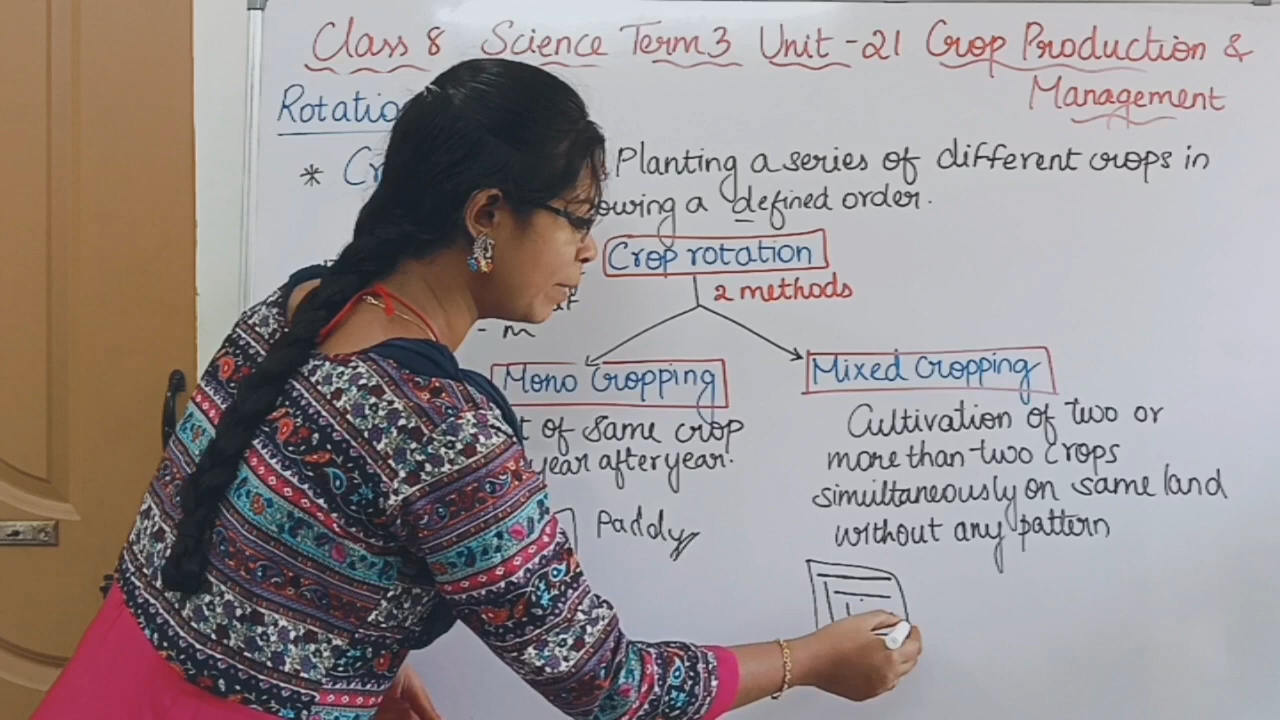 Class 8 Science Term 3 Unit - 21 Crop Production &
Management
Rotatio
* Cr Planting a series of different crops in
owing a defined order.
Crop rotation
2 methods
- m
Mono Cropping
Mixed Cropping
t of same crop
year after year.
Paddy
Cultivation of two or
more than two crops
simultaneously on same land
without any pattern